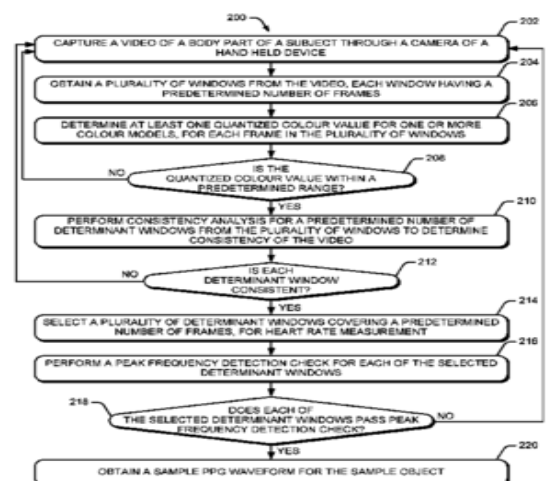 200
202
CAPTURE A VIDEO OF A BODY PART OF A SUBJECT THROUGH A CAMERA OF A
HAND HELD DEVICE
204
OBTAIN A PLURALITY OF WINDOWS FROM THE VIDEO, EACH WINDOW HAVING A
PREDETERMINED NUMBER OF FRAMES
206
DETERMINE AT LEAST ONE QUANTIZED COLOUR VALUE FOR ONE OR MORE
COLOUR MODELS, FOR EACH FRAME IN THE PLURALITY OF WINDOWS
208
NO
IS THE
QUANTIZED COLOUR VALUE WITHIN A
PREDETERMINED RANGE?
YES
210
PERFORM CONSISTENCY ANALYSIS FOR A PREDETERMINED NUMBER OF
DETERMINANT WINDOWS FROM THE PLURALITY OF WINDOWS TO DETERMINE
CONSISTENCY OF THE VIDEO
212
NO
IS EACH
DETERMINANT WINDOW
CONSISTENT?
YES
214
SELECT A PLURALITY OF DETERMINANT WINDOWS COVERING A PREDETERMINED
NUMBER OF FRAMES, FOR HEART RATE MEASUREMENT
216
PERFORM A PEAK FREQUENCY DETECTION CHECK FOR EACH OF THE SELECTED
DETERMINANT WINDOWS
218
DOES EACH OF
THE SELECTED DETERMINANT WINDOWS PASS PEAK
FREQUENCY DETECTION CHECK?
NO
YES
220
OBTAIN A SAMPLE PPG WAVEFORM FOR THE SAMPLE OBJECT